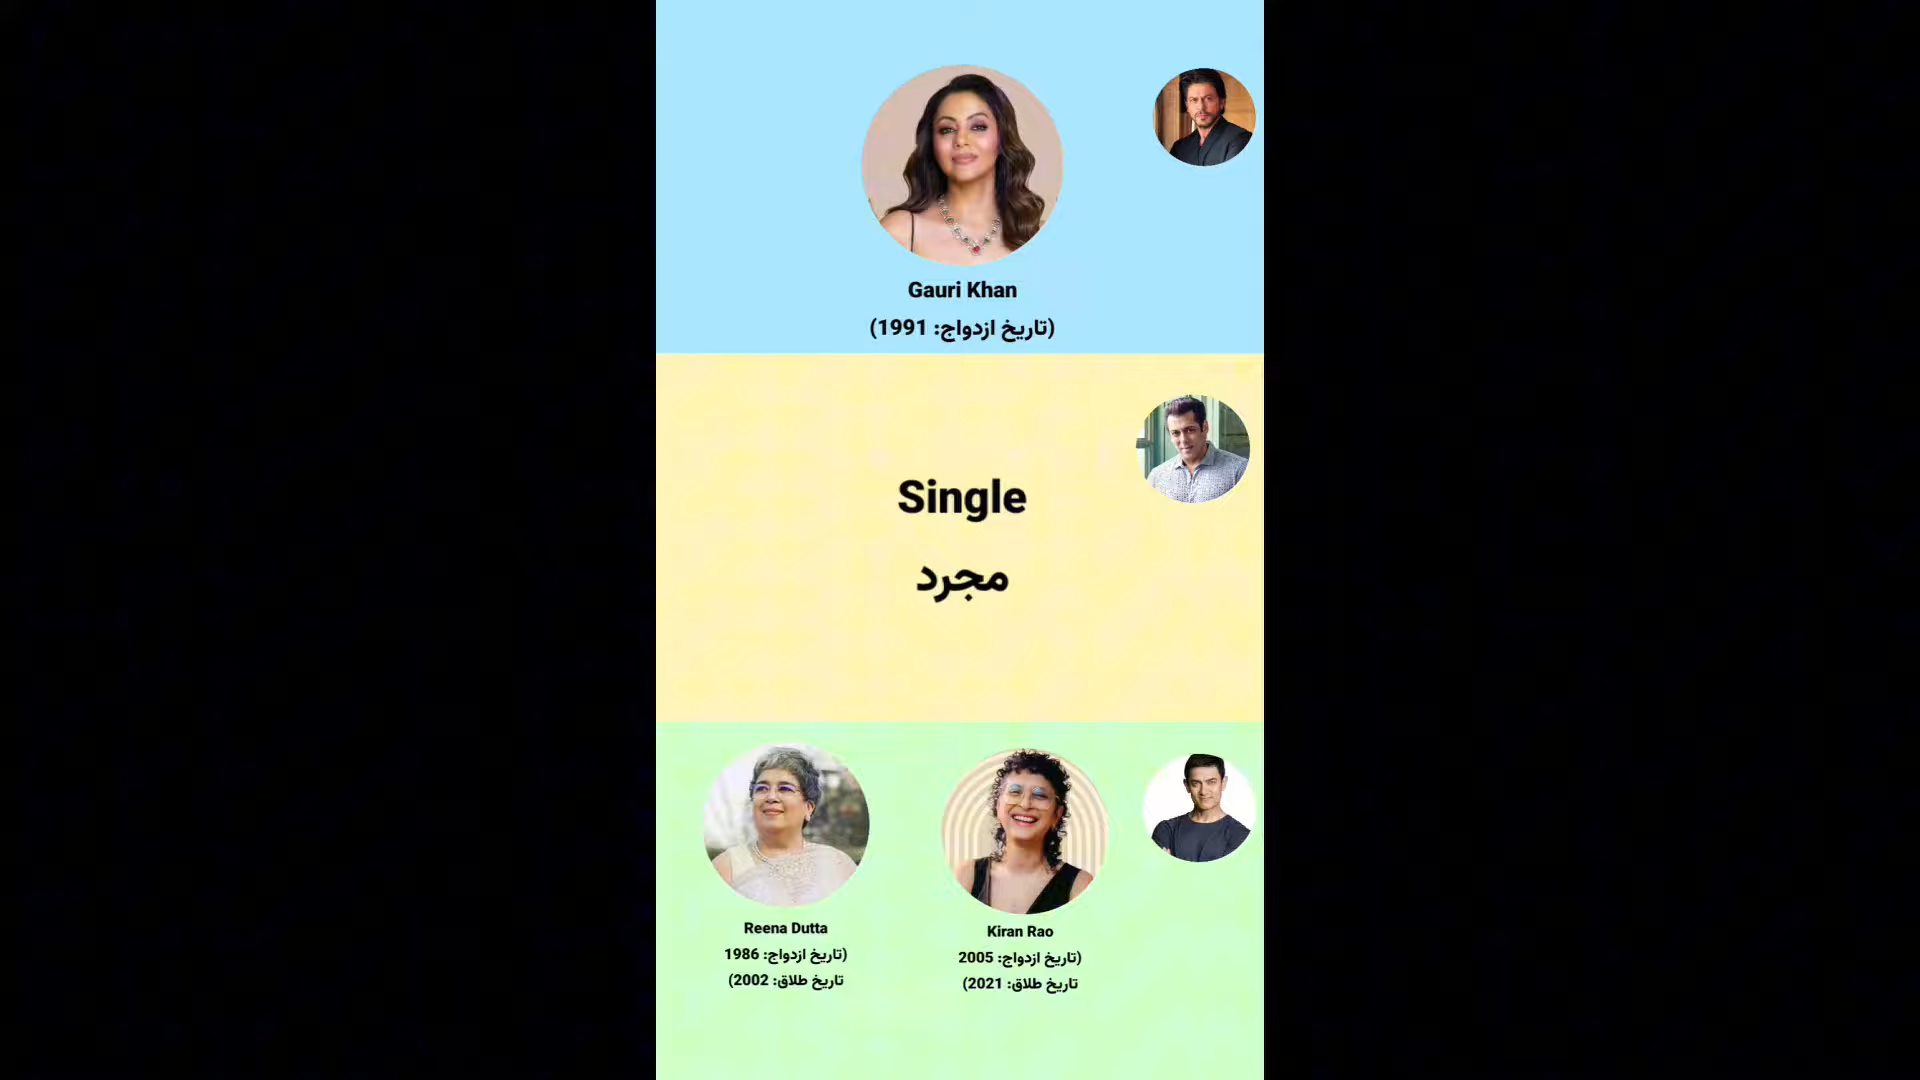 Gauri Khan
(تاریخ ازدواج: 1991)
Single
مجرد
Reena Dutta
(تاریخ ازدواج: 1986
تاریخ طلاق: 2002)
Kiran Rao
(تاریخ ازدواج: 2005
تاریخ طلاق: 2021)